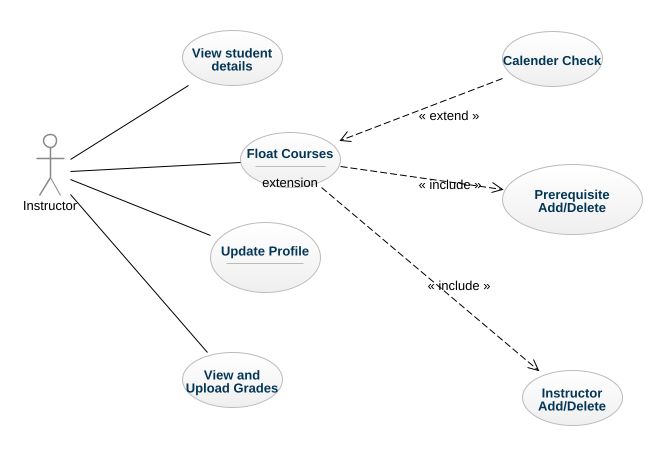 View student
details
Calender Check
« extend »
Float Courses
extension
« include »
Prerequisite
Add/Delete
Instructor
Update Profile
« include »
View and
Upload Grades
Instructor
Add/Delete